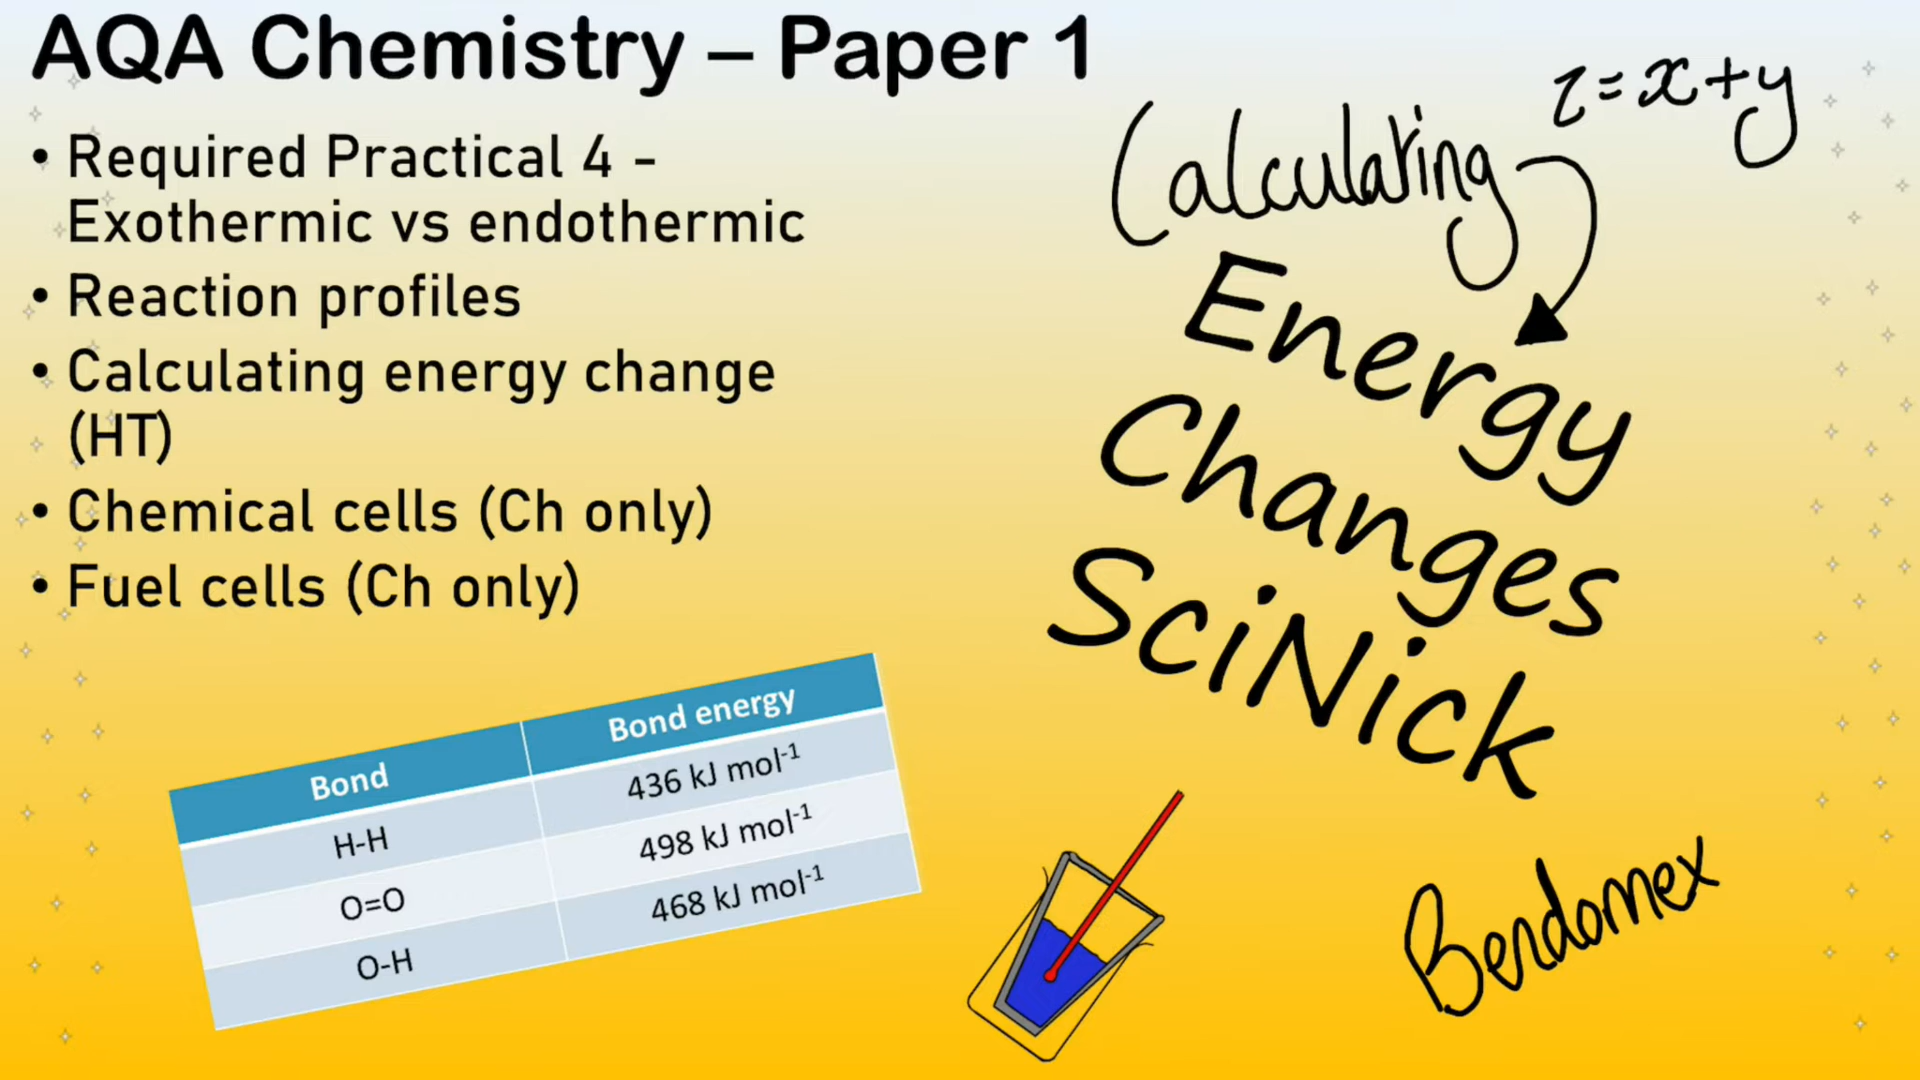 AQA Chemistry – Paper 1
• Required Practical 4 -
Exothermic vs endothermic
• Reaction profiles
• Calculating energy change
(HT)
• Chemical cells (Ch only)
• Fuel cells (Ch only)
z=x+y
Calculating
Energy
Changes
SciNick
Bond Bond energy
H-H 436 kJ mol⁻¹
O=O 498 kJ mol⁻¹
O-H 468 kJ mol⁻¹